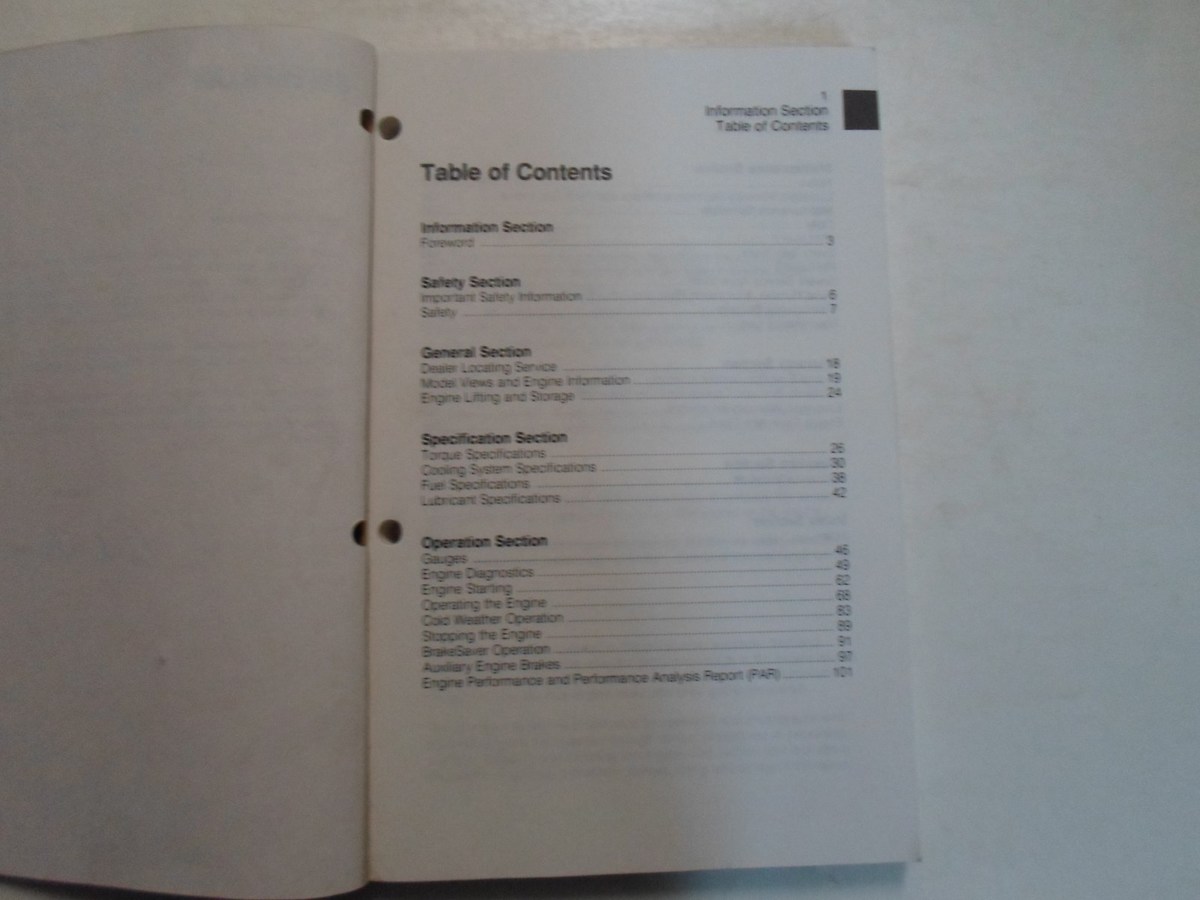 1
Information Section
Table of Contents
Table of Contents
Information Section
Foreword 3
Safety Section
Important Safety Information 6
Safety 7
General Section
Dealer Locating Service 18
Model Views and Engine Information 19
Engine Lifting and Storage 24
Specification Section
Torque Specifications 26
Cooling System Specifications 30
Fuel Specifications 38
Lubricant Specifications 42
Operation Section
Gauges 46
Engine Diagnostics 49
Engine Starting 62
Operating the Engine 68
Cold Weather Operation 83
Stopping the Engine 89
BrakeSaver Operation 91
Auxiliary Engine Brakes 97
Engine Performance and Performance Analysis Report (PAR) 101